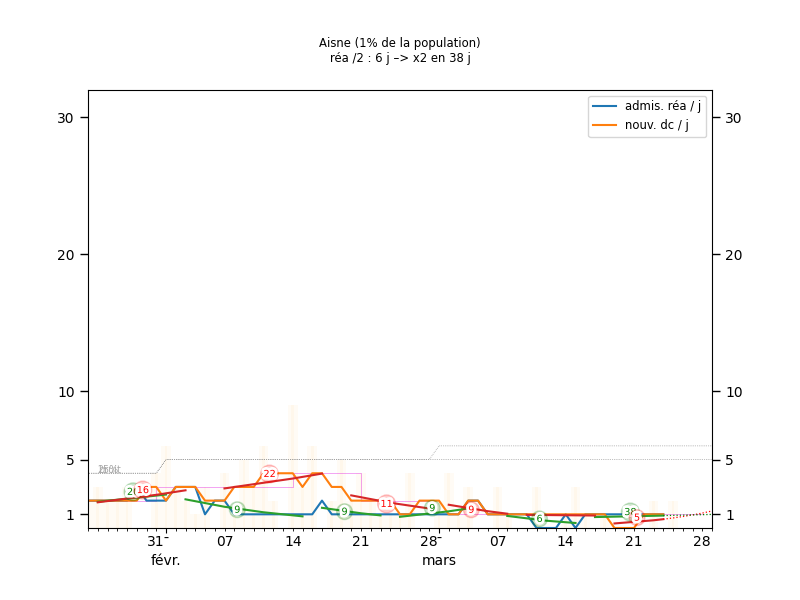 Aisne (1% de la population)
réa /2 : 6 j –> x2 en 38 j
admis. réa / j
nouv. dc / j
30 30
20 20
10 10
5 5
1 1
16 22 9 9 11 9 9 6 38 5
31 07 14 21 28 07 14 21 28
févr. mars